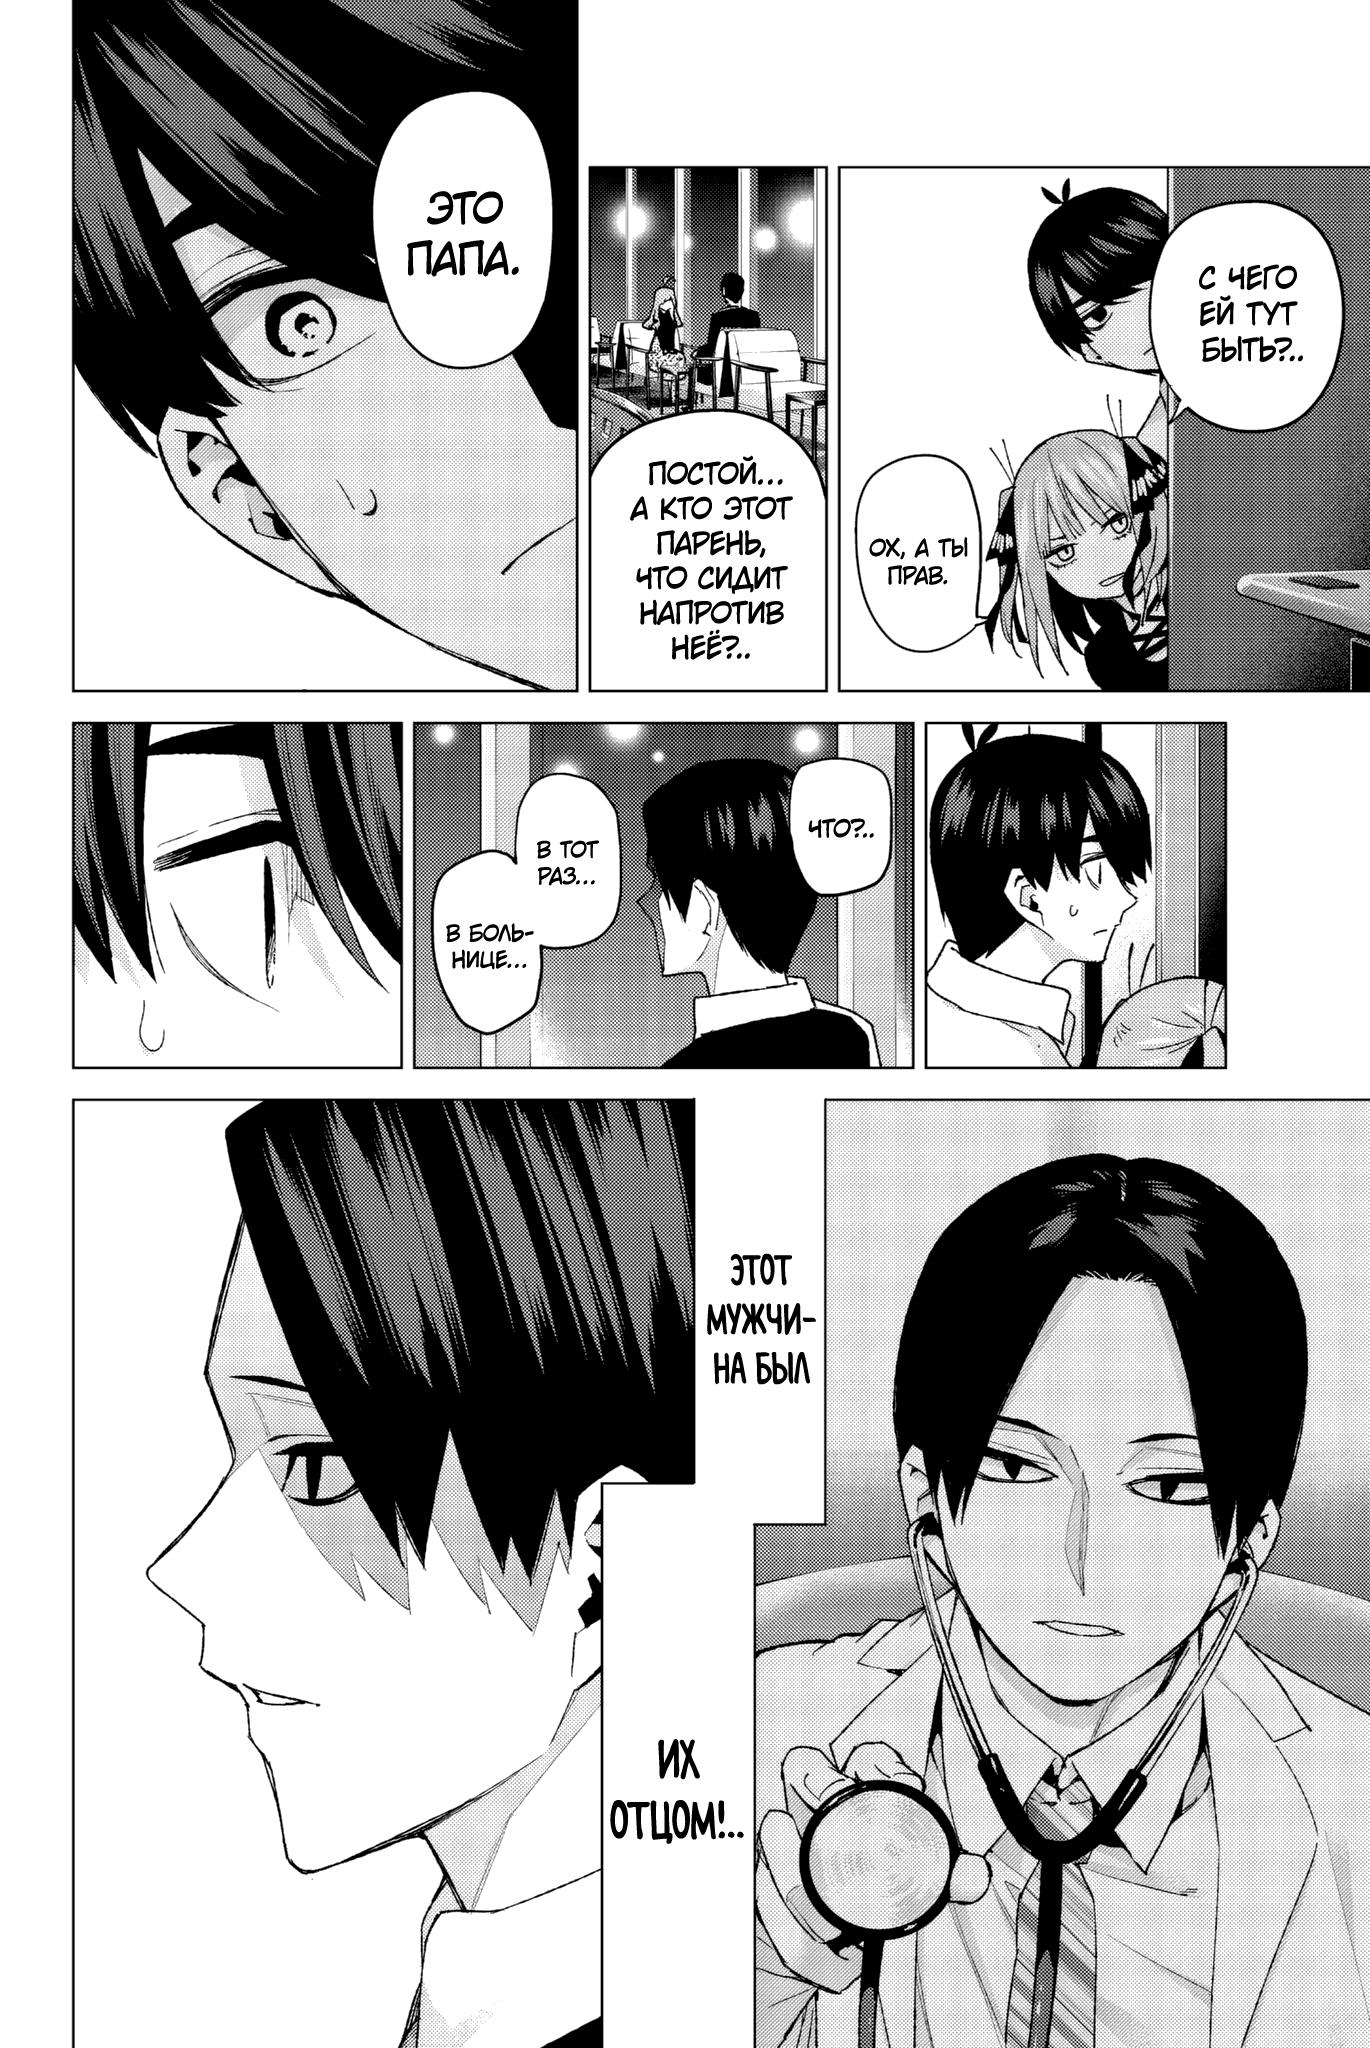 С ЧЕГО
ЕЙ ТУТ
БЫТЬ?..
ОХ, А ТЫ
ПРАВ.
ПОСТОЙ...
А КТО ЭТОТ
ПАРЕНЬ,
ЧТО СИДИТ
НАПРОТИВ
НЕЁ?..
ЭТО
ПАПА.
ЧТО?..
В ТОТ
РАЗ...
В БОЛЬ-
НИЦЕ...
ЭТОТ
МУЖЧИ-
НА БЫЛ
ИХ
ОТЦОМ!..